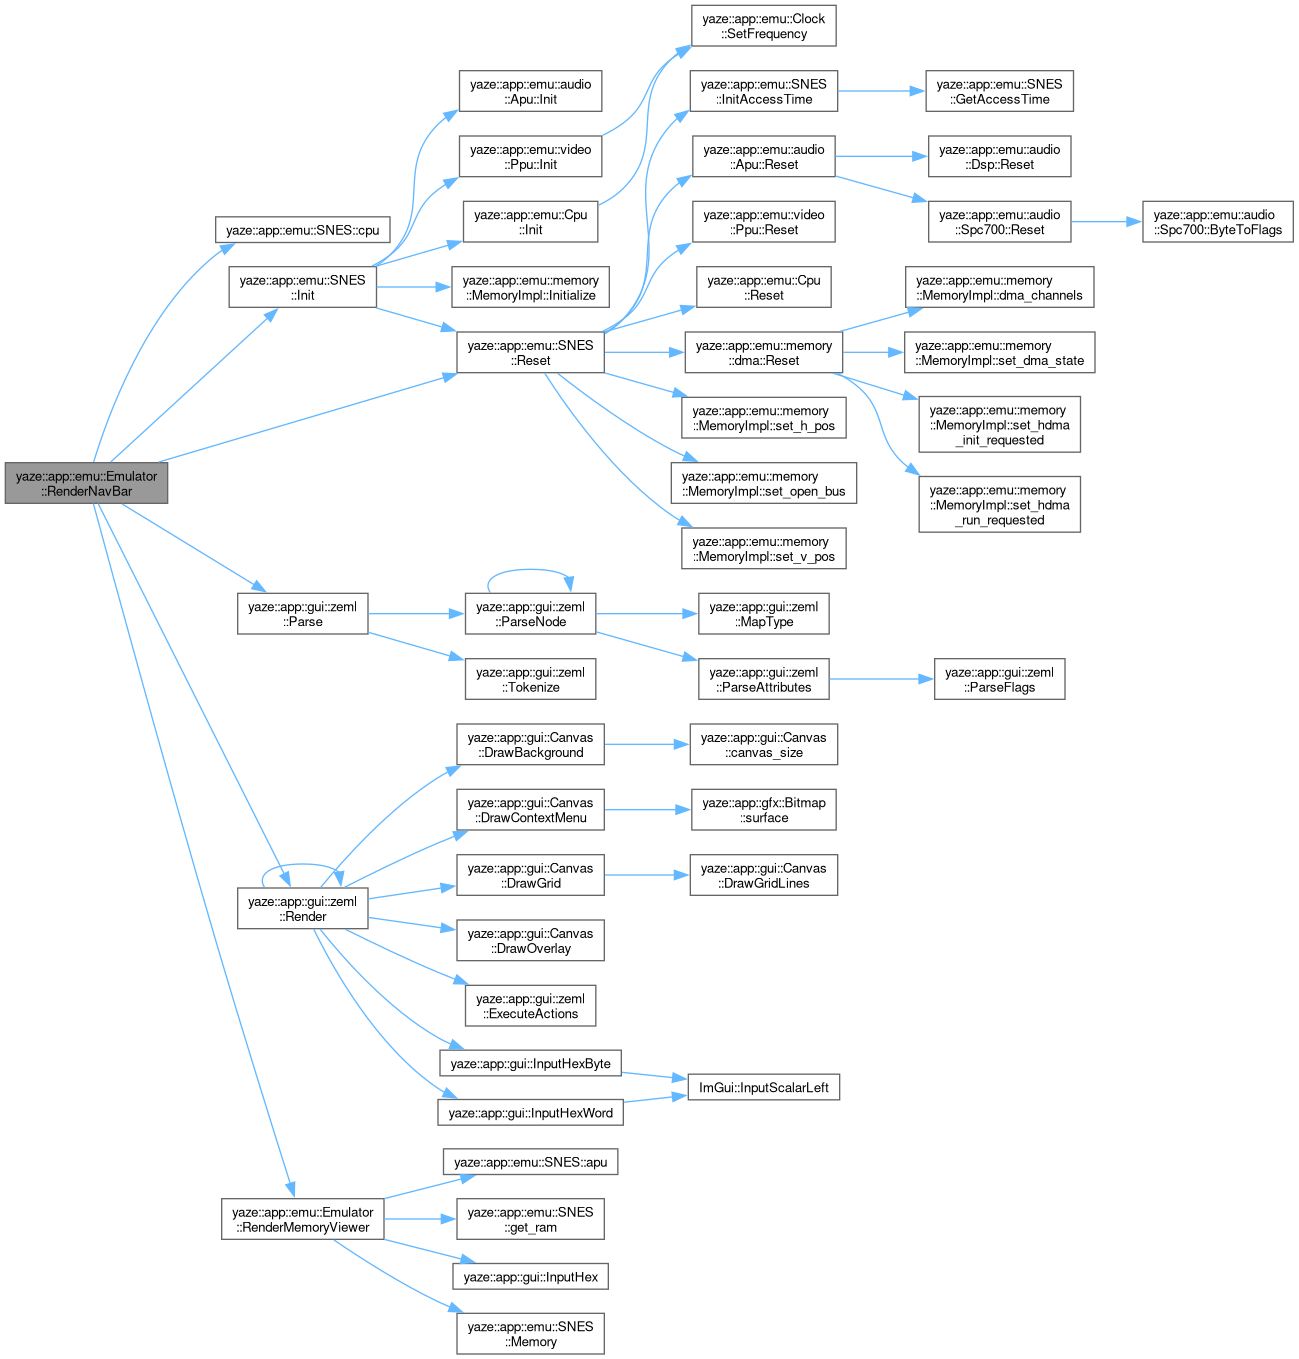 yaze::app::emu::Emulator
::RenderNavBar
yaze::app::emu::SNES::cpu
yaze::app::emu::SNES
::Init
yaze::app::emu::audio
::Apu::Init
yaze::app::emu::video
::Ppu::Init
yaze::app::emu::Cpu
::Init
yaze::app::emu::memory
::MemoryImpl::Initialize
yaze::app::emu::SNES
::Reset
yaze::app::emu::Clock
::SetFrequency
yaze::app::emu::SNES
::InitAccessTime
yaze::app::emu::SNES
::GetAccessTime
yaze::app::emu::audio
::Apu::Reset
yaze::app::emu::audio
::Dsp::Reset
yaze::app::emu::audio
::Spc700::Reset
yaze::app::emu::audio
::Spc700::ByteToFlags
yaze::app::emu::video
::Ppu::Reset
yaze::app::emu::Cpu
::Reset
yaze::app::emu::memory
::dma::Reset
yaze::app::emu::memory
::MemoryImpl::dma_channels
yaze::app::emu::memory
::MemoryImpl::set_dma_state
yaze::app::emu::memory
::MemoryImpl::set_hdma
_init_requested
yaze::app::emu::memory
::MemoryImpl::set_hdma
_run_requested
yaze::app::emu::memory
::MemoryImpl::set_h_pos
yaze::app::emu::memory
::MemoryImpl::set_open_bus
yaze::app::emu::memory
::MemoryImpl::set_v_pos
yaze::app::gui::zeml
::Parse
yaze::app::gui::zeml
::ParseNode
yaze::app::gui::zeml
::Tokenize
yaze::app::gui::zeml
::MapType
yaze::app::gui::zeml
::ParseAttributes
yaze::app::gui::zeml
::ParseFlags
yaze::app::gui::zeml
::Render
yaze::app::gui::Canvas
::DrawBackground
yaze::app::gui::Canvas
::canvas_size
yaze::app::gui::Canvas
::DrawContextMenu
yaze::app::gfx::Bitmap
::surface
yaze::app::gui::Canvas
::DrawGrid
yaze::app::gui::Canvas
::DrawGridLines
yaze::app::gui::Canvas
::DrawOverlay
yaze::app::gui::zeml
::ExecuteActions
yaze::app::gui::InputHexByte
yaze::app::gui::InputHexWord
ImGui::InputScalarLeft
yaze::app::emu::Emulator
::RenderMemoryViewer
yaze::app::emu::SNES::apu
yaze::app::emu::SNES
::get_ram
yaze::app::gui::InputHex
yaze::app::emu::SNES
::Memory